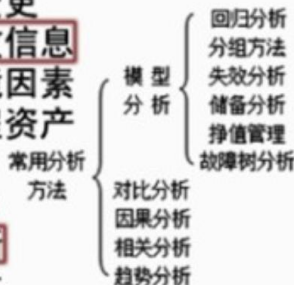 更
信息
因素
资产
常用分析
方法
模型
分析
回归分析
分组方法
失效分析
储备分析
挣值管理
故障树分析
对比分析
因果分析
相关分析
趋势分析